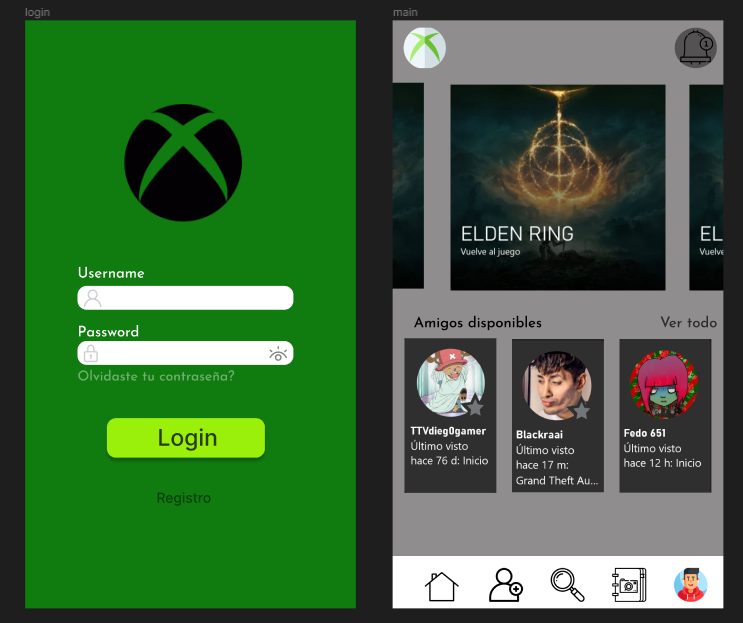 login
Username
Password
Olvidaste tu contraseña?
Login
Registro
main
1
ELDEN RING
Vuelve al juego
EL
Vuelve
Amigos disponibles
Ver todo
TTVdieg0gamer
Último visto
hace 76 d: Inicio
Blackraai
Último visto
hace 17 m:
Grand Theft Au...
Fedo 651
Último visto
hace 12 h: Inicio